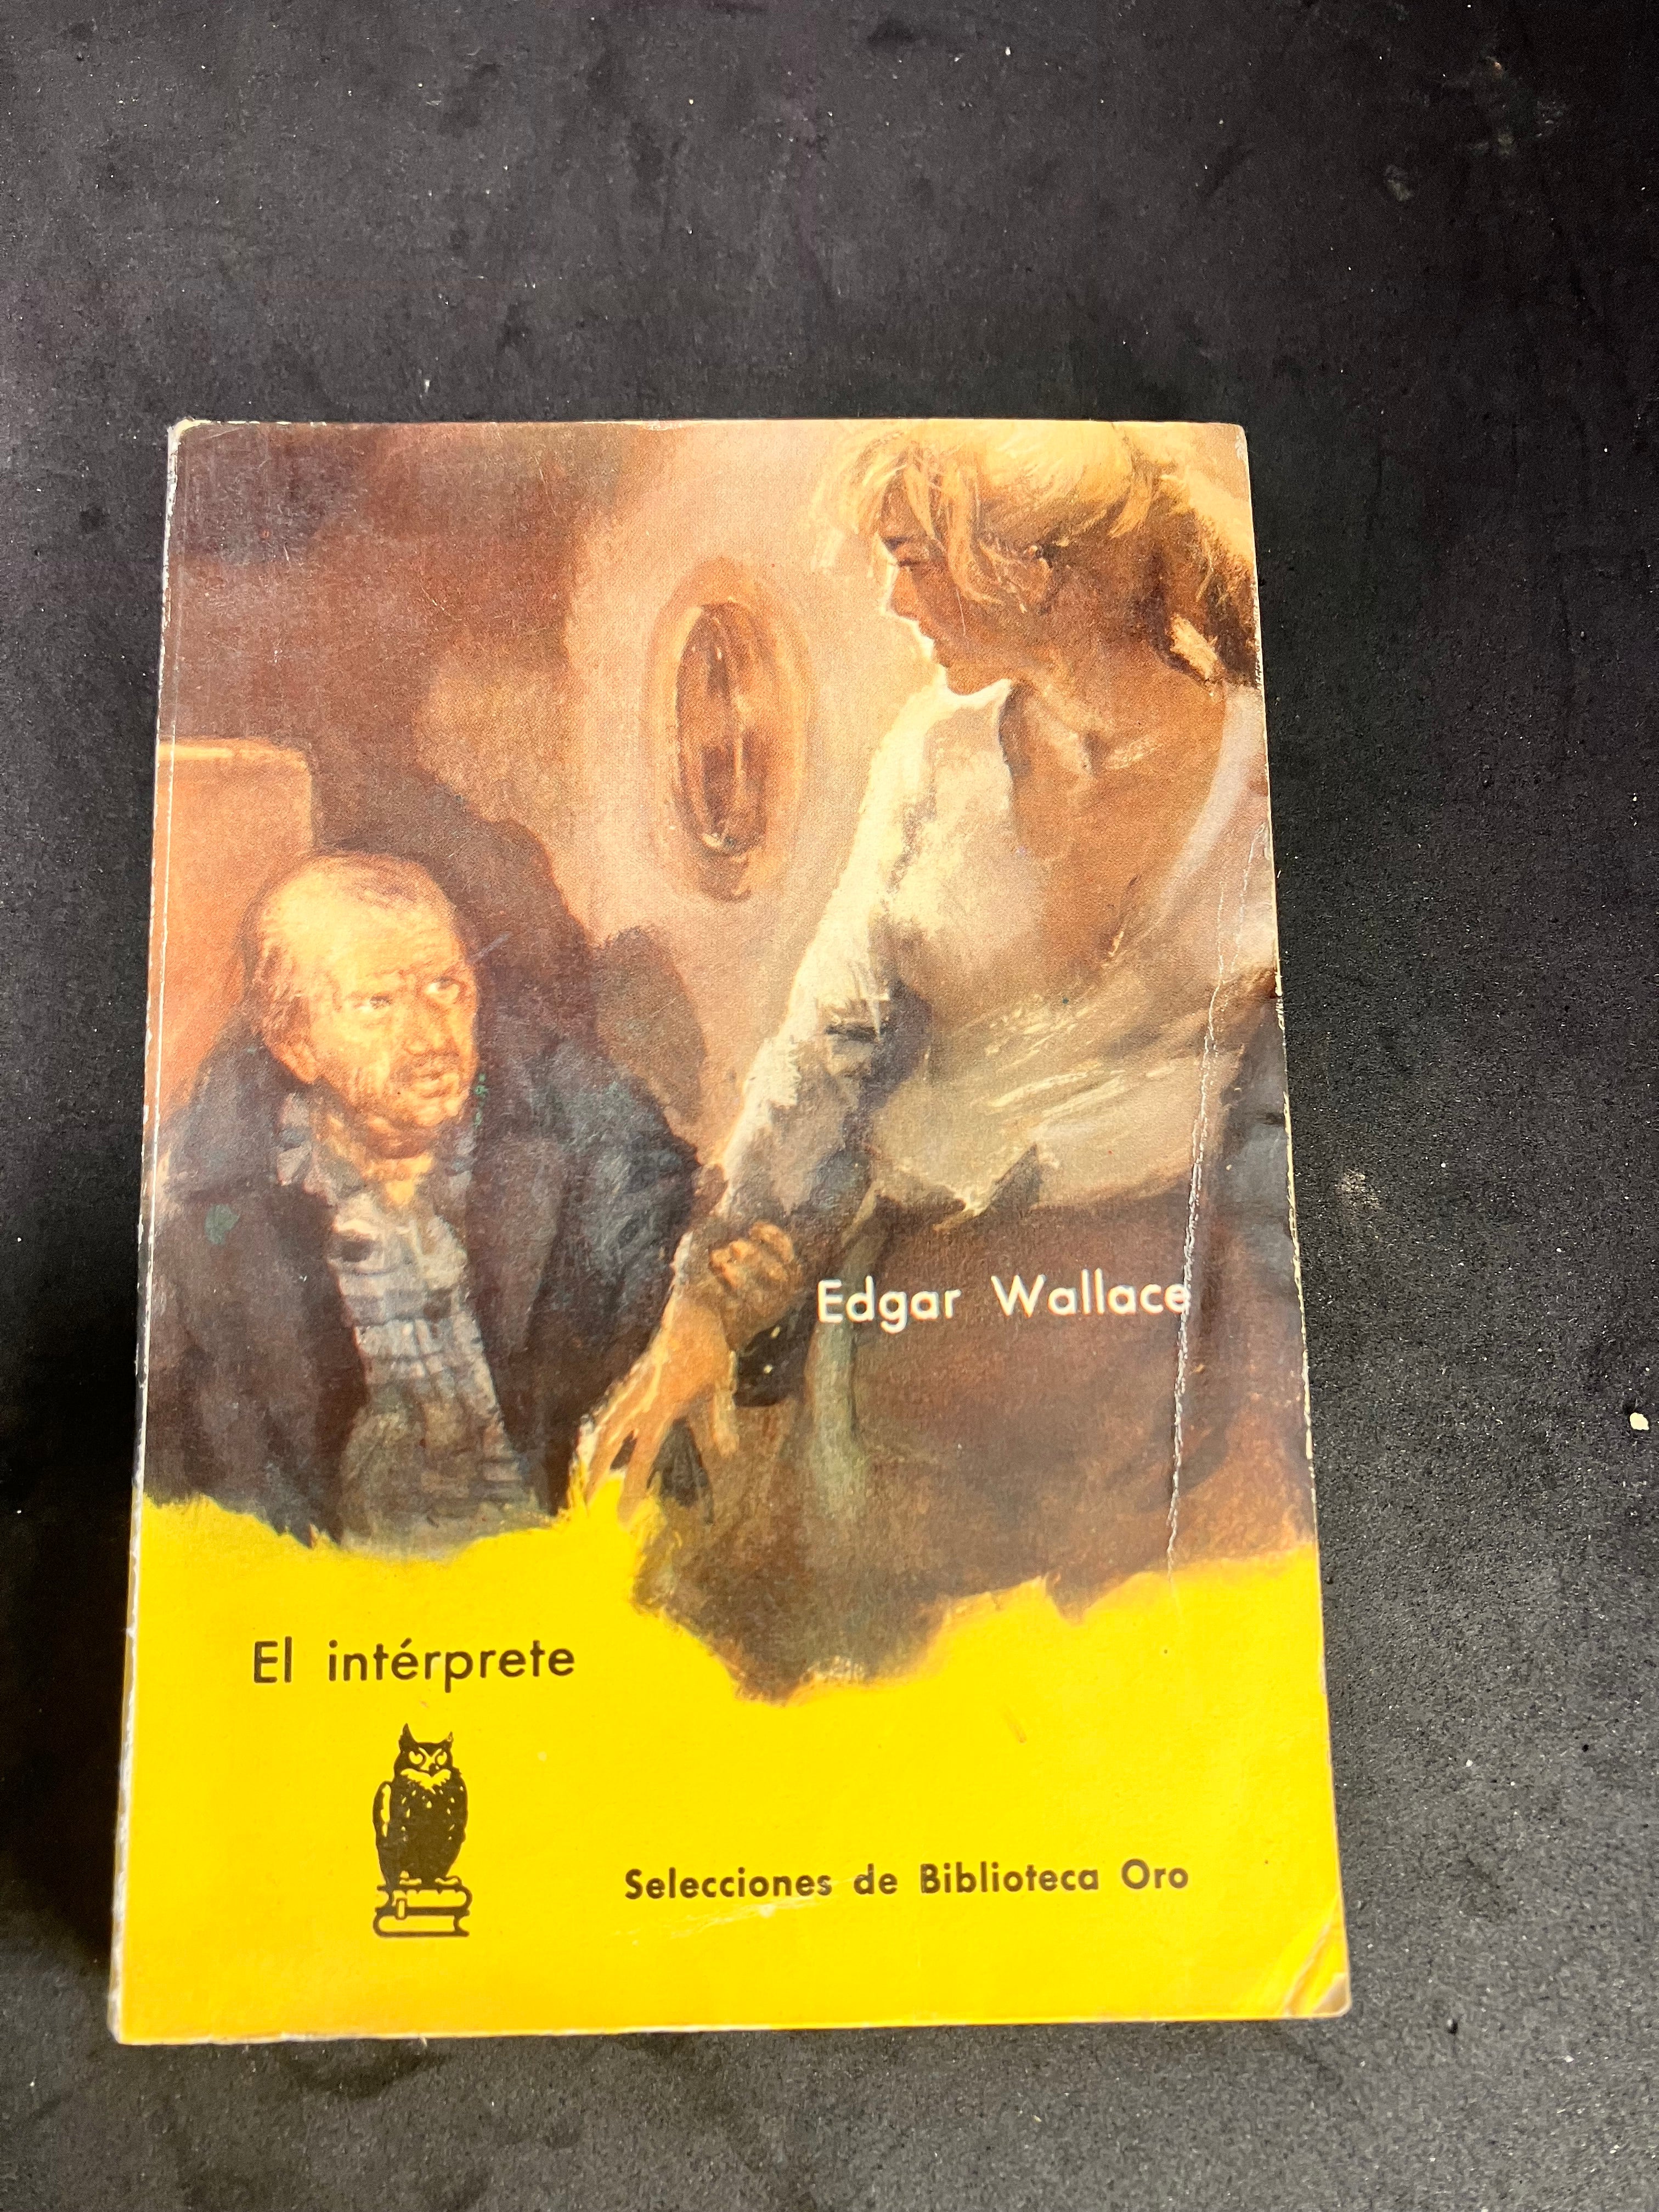 Edgar Wallace
El intérprete
Selecciones de Biblioteca Oro